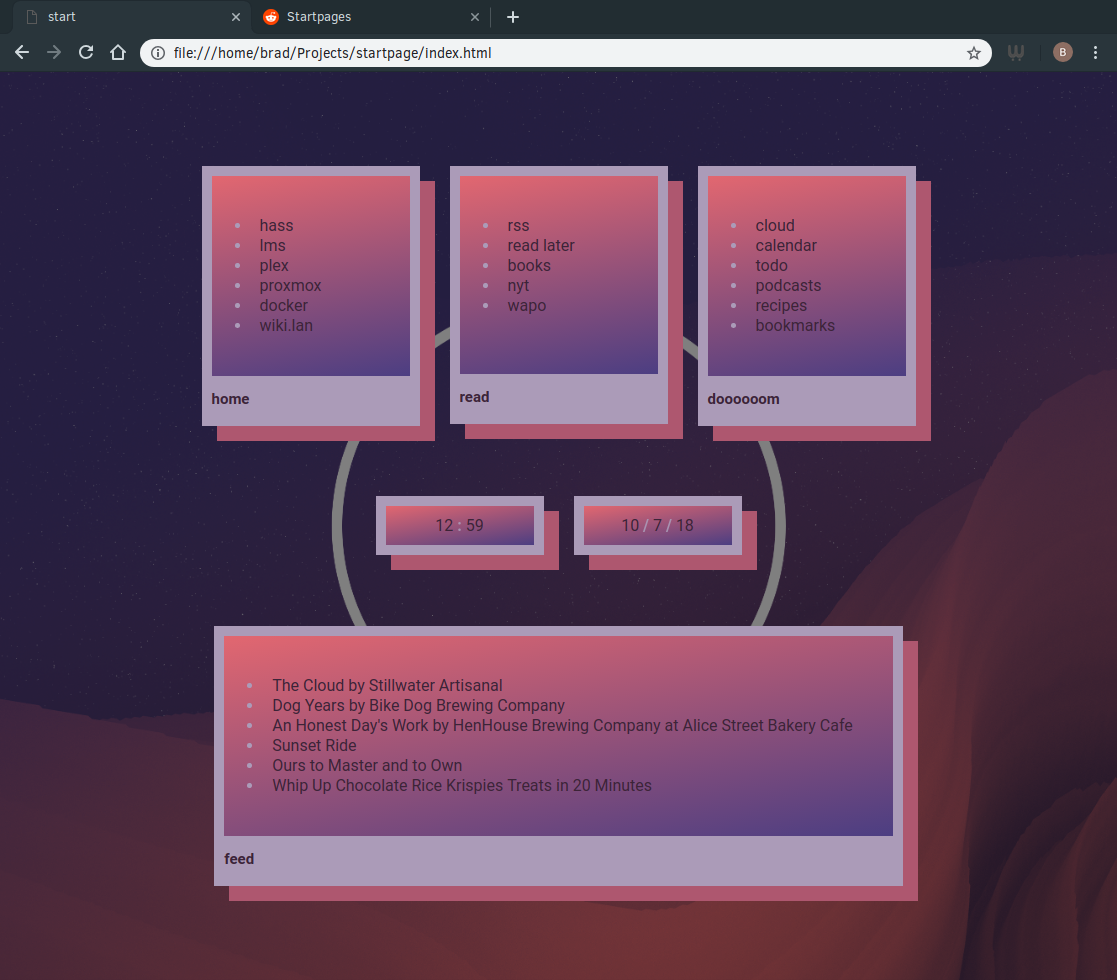 start
Startpages
file:///home/brad/Projects/startpage/index.html
B
hass
lms
plex
proxmox
docker
wiki.lan
home
rss
read later
books
nyt
wapo
read
cloud
calendar
todo
podcasts
recipes
bookmarks
doooooom
12 : 59
10 / 7 / 18
The Cloud by Stillwater Artisanal
Dog Years by Bike Dog Brewing Company
An Honest Day's Work by HenHouse Brewing Company at Alice Street Bakery Cafe
Sunset Ride
Ours to Master and to Own
Whip Up Chocolate Rice Krispies Treats in 20 Minutes
feed